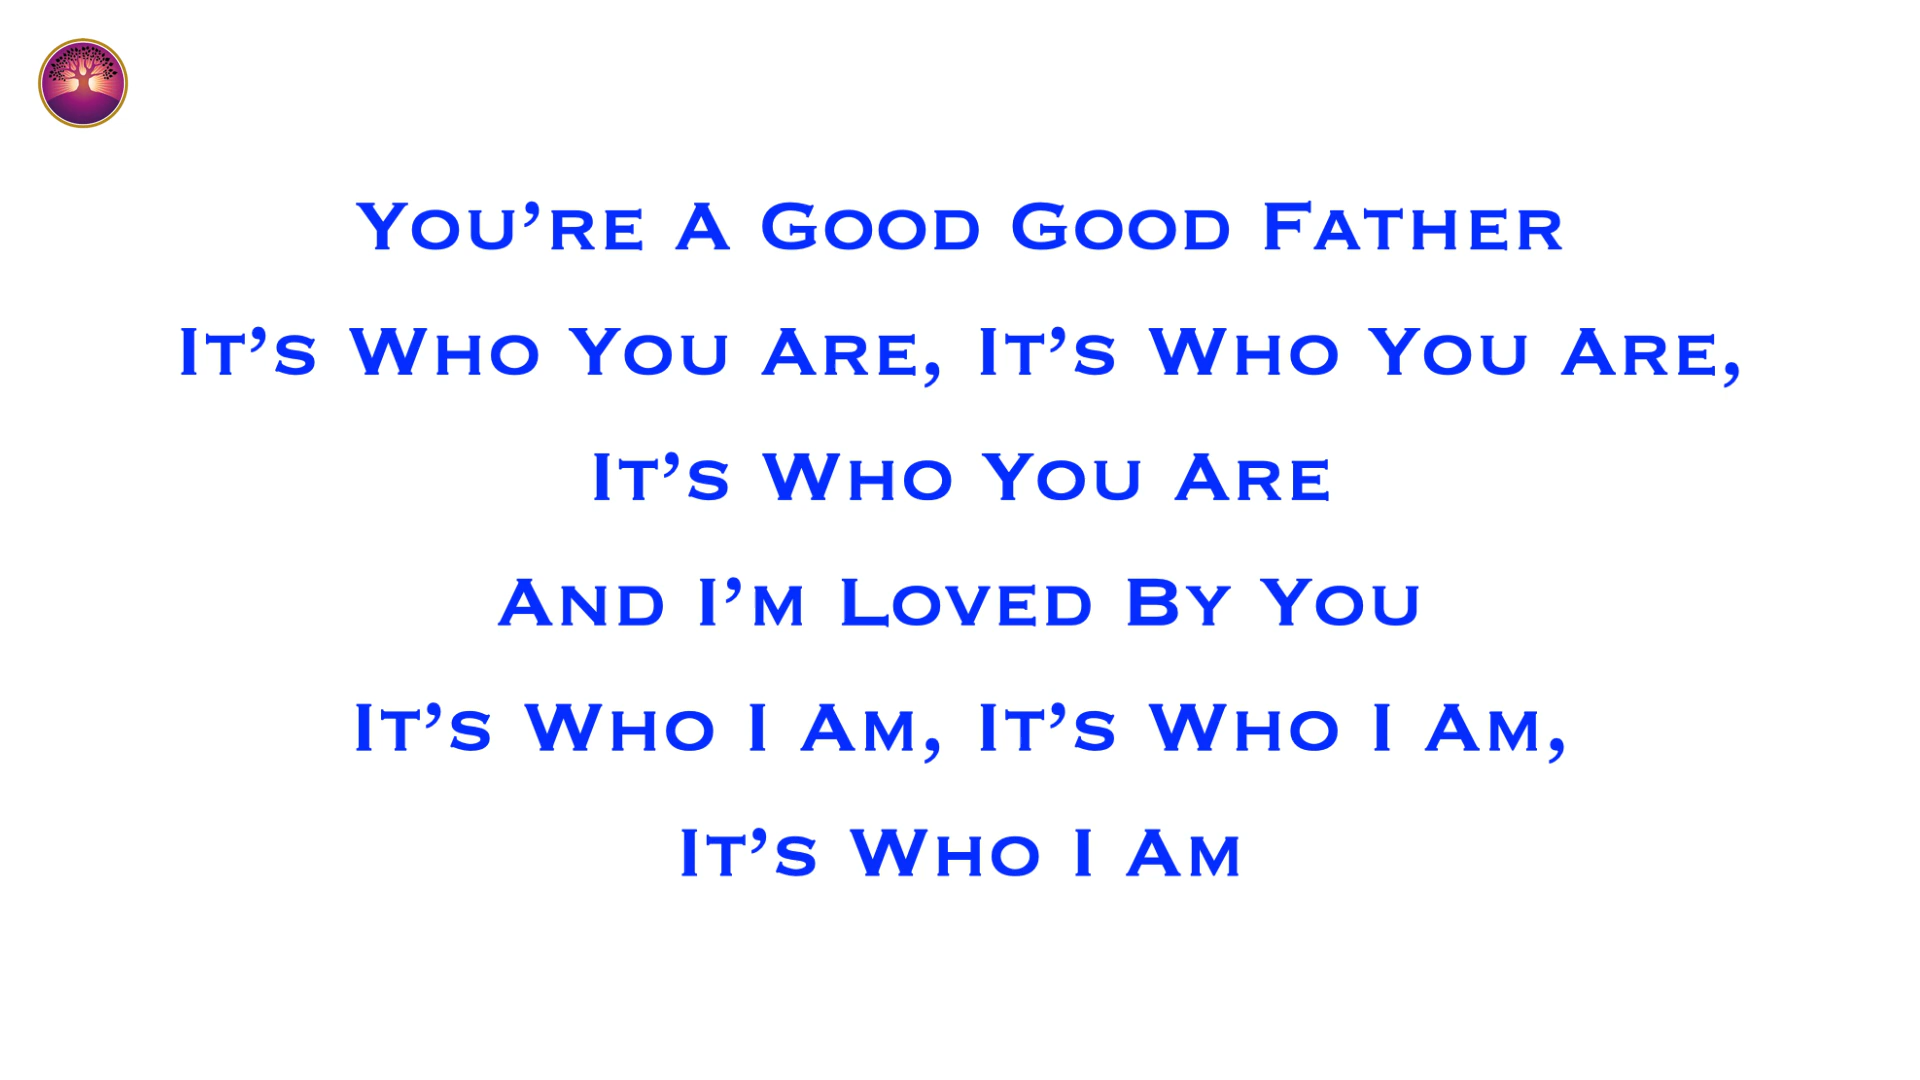 You're A Good Good Father
It's Who You Are, It's Who You Are,
It's Who You Are
And I'm Loved By You
It's Who I Am, It's Who I Am,
It's Who I Am